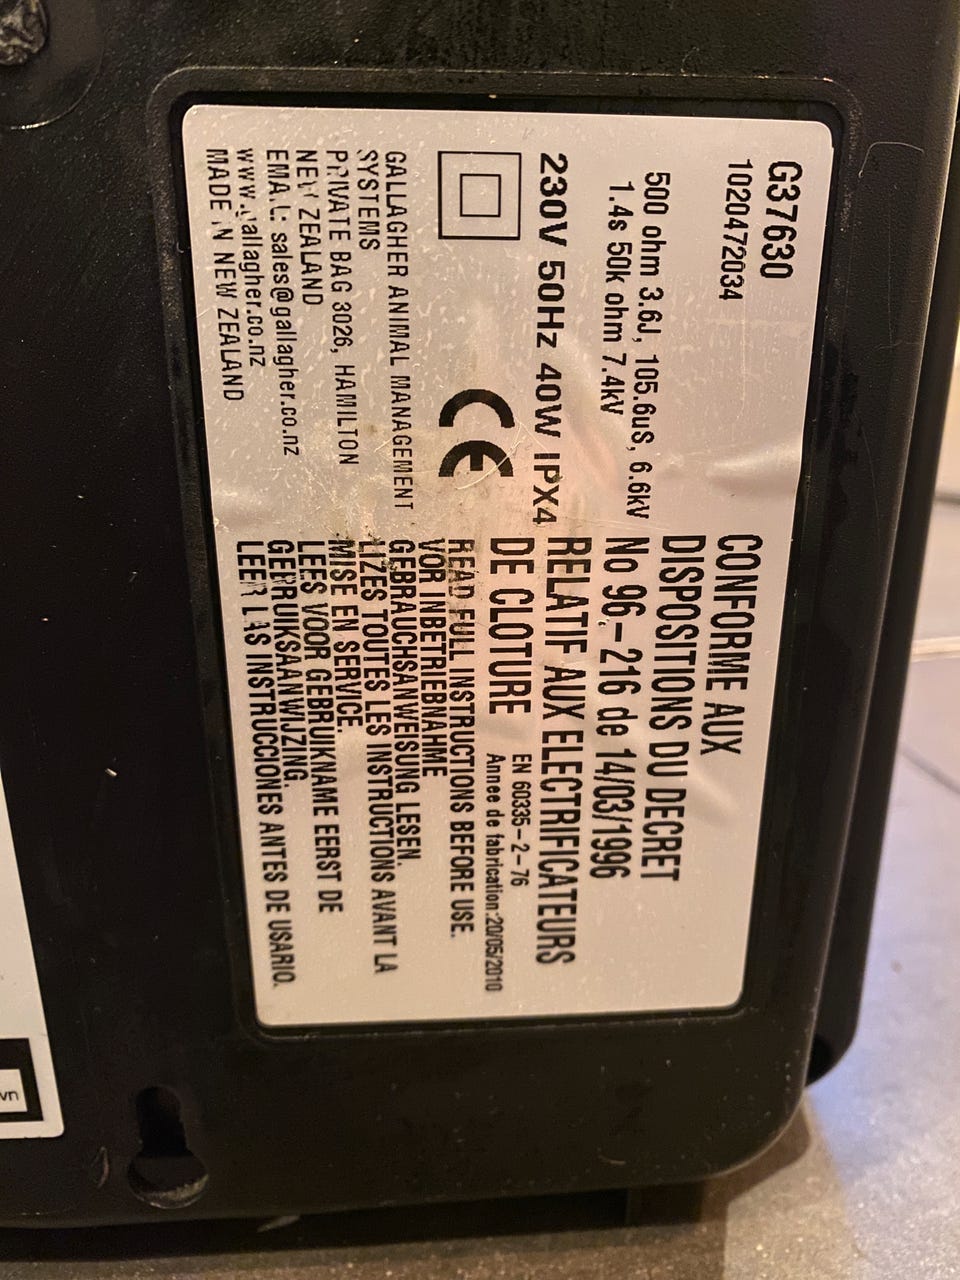 G37630
1020472034
500 ohm 3.6J, 105.6uS, 6.6kV
1.4s 50k ohm 7.4kV
230V 50Hz 40W IPX4
CE
GALLAGHER ANIMAL MANAGEMENT
SYSTEMS
PRIVATE BAG 3026, HAMILTON
NEW ZEALAND
EMAIL: sales@gallagher.co.nz
www.gallagher.co.nz
MADE IN NEW ZEALAND
CONFORME AUX
DISPOSITIONS DU DECRET
No 96-216 de 14/03/1996
RELATIF AUX ELECTRIFICATEURS
DE CLOTURE
EN 60335-2-76
Annee de fabrication:20/05/2010
READ FULL INSTRUCTIONS BEFORE USE.
VOR INBETRIEBNAHME
GEBRAUCHSANWEISUNG LESEN.
LIZES TOUTES LES INSTRUCTIONS AVANT LA
MISE EN SERVICE.
LEES VOOR GEBRUIKNAME EERST DE
GEBRUIKSAANWIJZING.
LEER LAS INSTRUCCIONES ANTES DE USARIO.